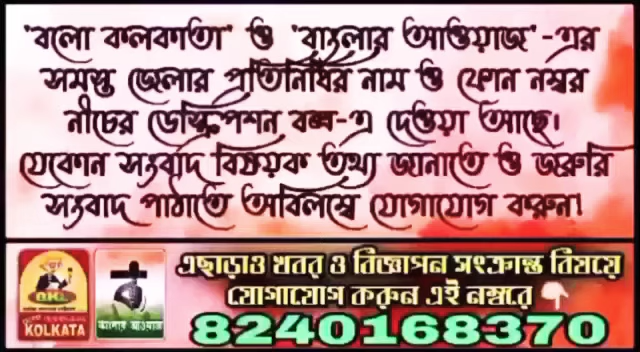 'বলো কলকাতা' ও 'বাংলার আওয়াজ'-এর
সমস্ত জেলার প্রতিনিধির নাম ও ফোন নম্বর
নীচের ডেস্ক্রিপশন বক্স-এ দেওয়া আছে।
যেকোন সংবাদ বিষয়ক তথ্য জানাতে ও জরুরি
সংবাদ পাঠাতে অবিলম্বে যোগাযোগ করুন!
এছাড়াও খবর ও বিজ্ঞাপন সংক্রান্ত বিষয়ে
যোগাযোগ করুন এই নম্বরে
8240168370
KOLKATA
বাংলার আওয়াজ